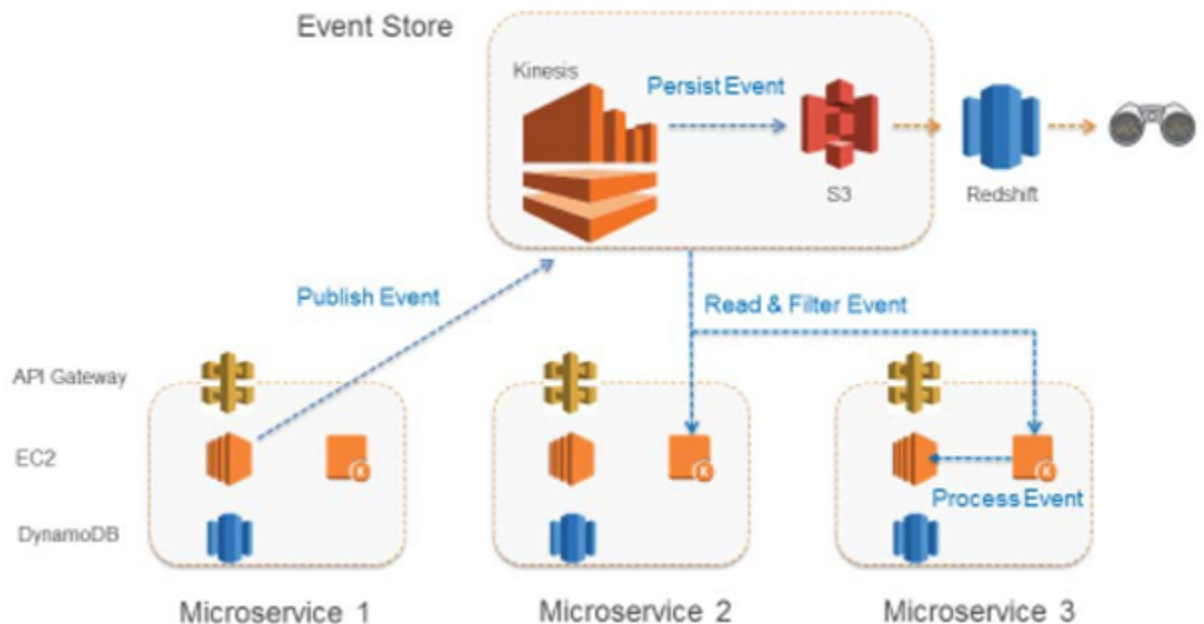 Event Store
Kinesis
Persist Event
S3
Redshift
Publish Event
Read & Filter Event
API Gateway
EC2
K
K
K
Process Event
DynamoDB
Microservice 1
Microservice 2
Microservice 3